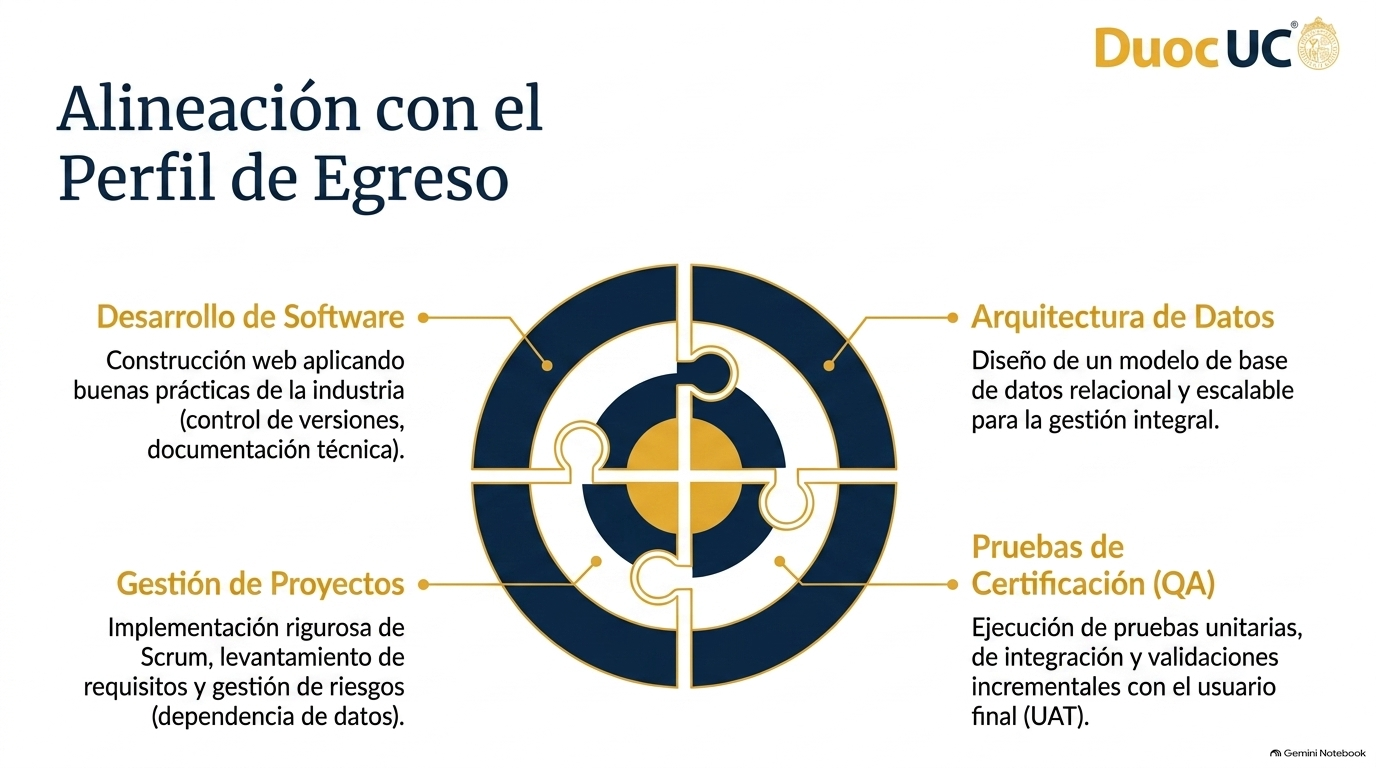 Duoc UC®
Alineación con el
Perfil de Egreso
Desarrollo de Software
Construcción web aplicando
buenas prácticas de la industria
(control de versiones,
documentación técnica).
Arquitectura de Datos
Diseño de un modelo de base
de datos relacional y escalable
para la gestión integral.
Gestión de Proyectos
Implementación rigurosa de
Scrum, levantamiento de
requisitos y gestión de riesgos
(dependencia de datos).
Pruebas de
Certificación (QA)
Ejecución de pruebas unitarias,
de integración y validaciones
incrementales con el usuario
final (UAT).
Gemini Notebook